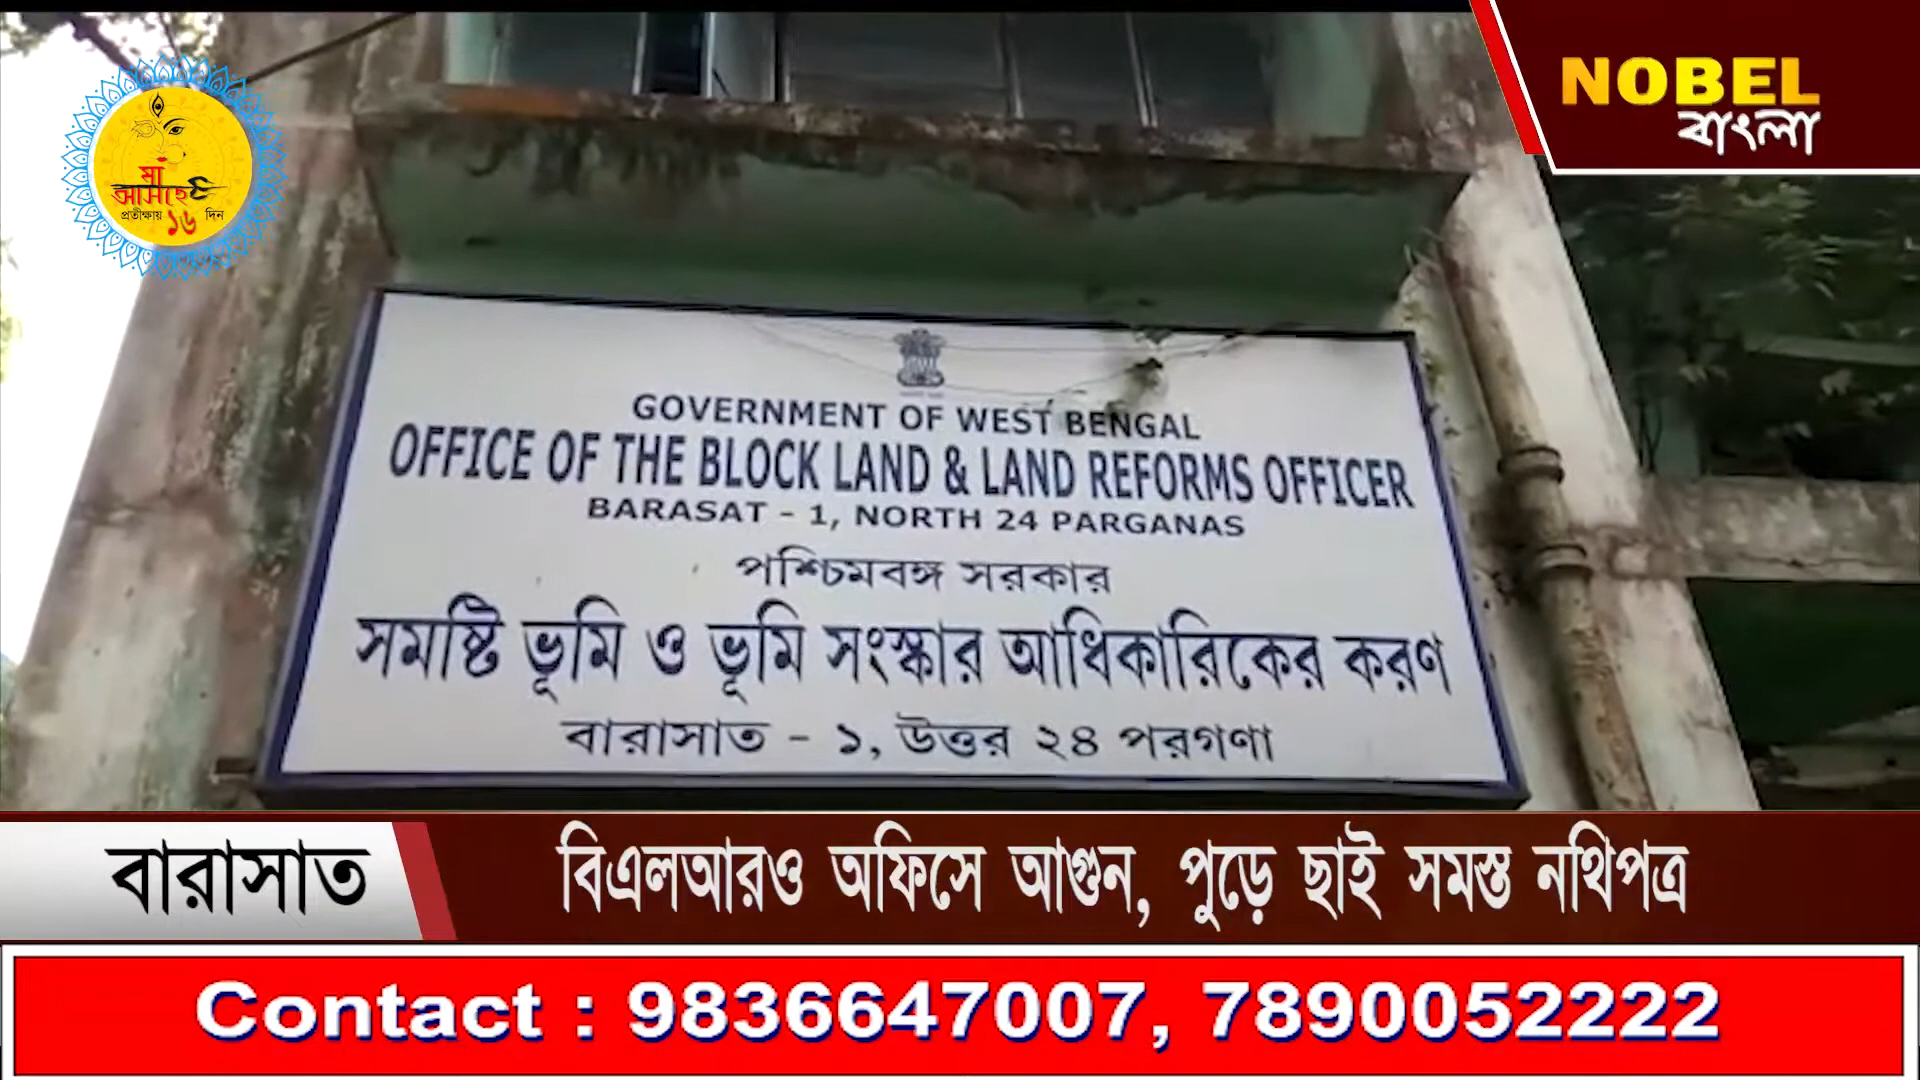 NOBEL
বাংলা
মা
আসছে
প্রতীক্ষায় ১৬ দিন
GOVERNMENT OF WEST BENGAL
OFFICE OF THE BLOCK LAND & LAND REFORMS OFFICER
BARASAT - 1, NORTH 24 PARGANAS
পশ্চিমবঙ্গ সরকার
সমষ্টি ভূমি ও ভূমি সংস্কার আধিকারিকের করণ
বারাসাত - ১, উত্তর ২৪ পরগণা
বারাসাত
বিএলআরও অফিসে আগুন, পুড়ে ছাই সমস্ত নথিপত্র
Contact : 9836647007, 7890052222